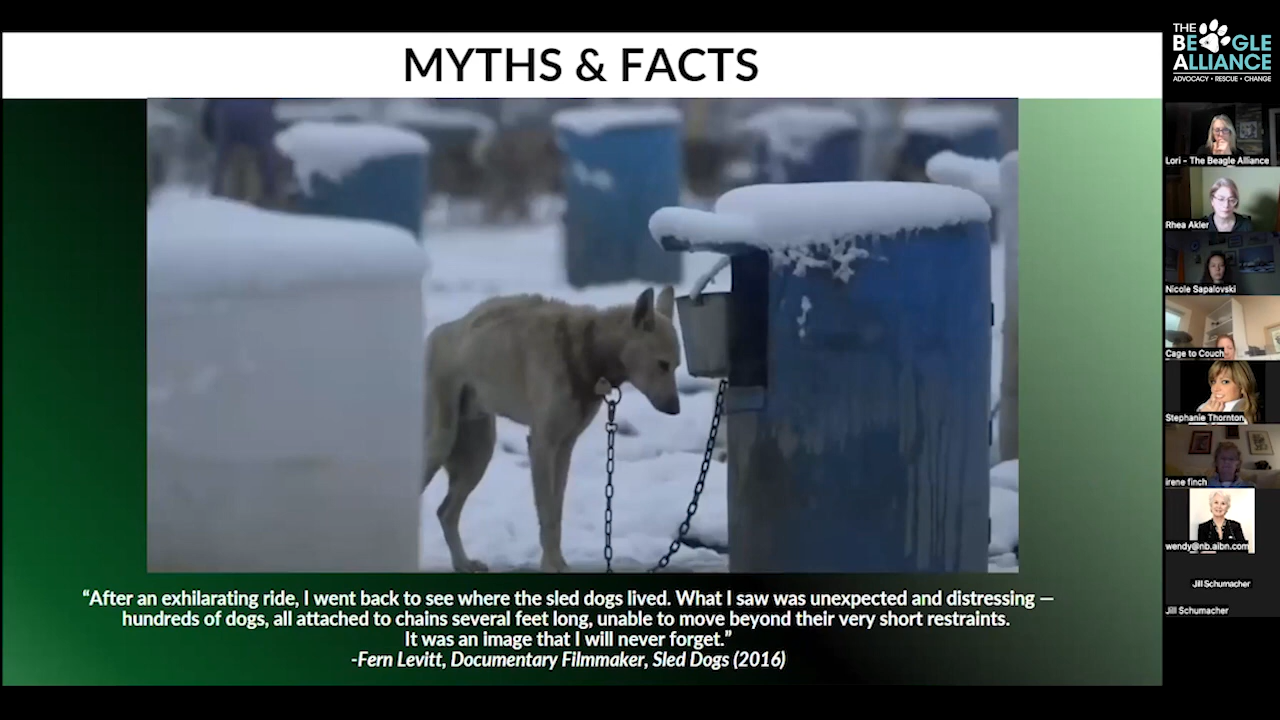 MYTHS & FACTS
“After an exhilarating ride, I went back to see where the sled dogs lived. What I saw was unexpected and distressing —
hundreds of dogs, all attached to chains several feet long, unable to move beyond their very short restraints.
It was an image that I will never forget.”
-Fern Levitt, Documentary Filmmaker, Sled Dogs (2016)
THE
BEAGLE
ALLIANCE
ADVOCACY • RESCUE • CHANGE
Lori - The Beagle Alliance
Rhea Akler
Nicole Sapalovski
Cage to Couch
Stephanie Thornton
irene finch
wendy@nb.aibn.com
Jill Schumacher
Jill Schumacher